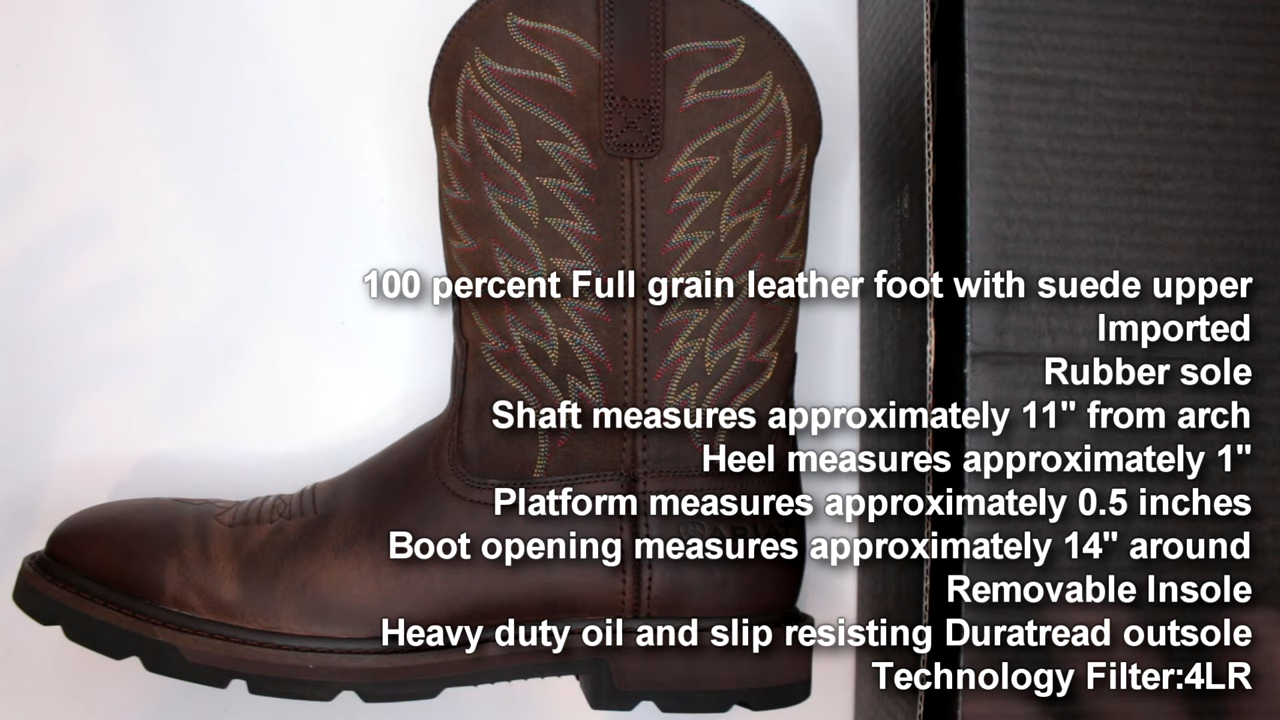 100 percent Full grain leather foot with suede upper
Imported
Rubber sole
Shaft measures approximately 11" from arch
Heel measures approximately 1"
Platform measures approximately 0.5 inches
Boot opening measures approximately 14" around
Removable Insole
Heavy duty oil and slip resisting Duratread outsole
Technology Filter:4LR
ARIAT